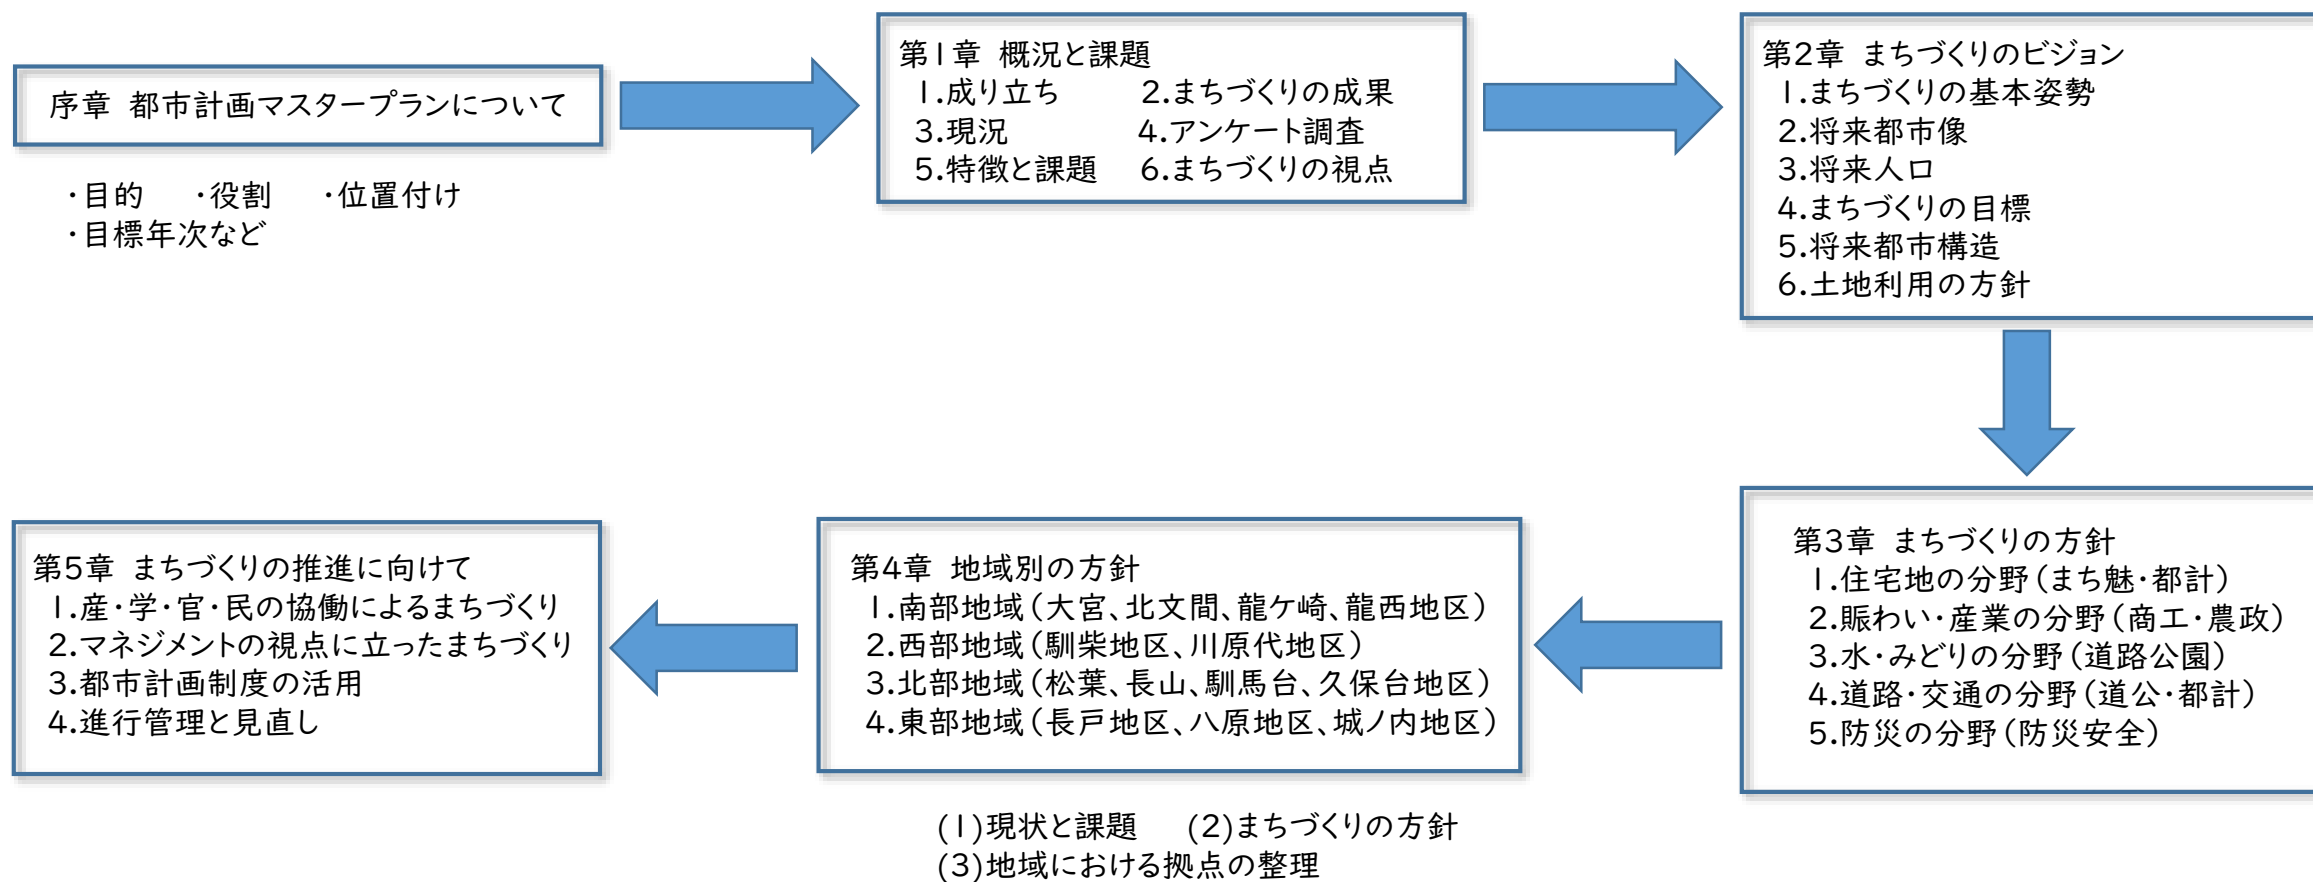 序章 都市計画マスタープランについて
・目的 ・役割 ・位置付け
・目標年次など
第1章 概況と課題
1.成り立ち 2.まちづくりの成果
3.現況 4.アンケート調査
5.特徴と課題 6.まちづくりの視点
第2章 まちづくりのビジョン
1.まちづくりの基本姿勢
2.将来都市像
3.将来人口
4.まちづくりの目標
5.将来都市構造
6.土地利用の方針
第3章 まちづくりの方針
1.住宅地の分野(まち魅・都計)
2.賑わい・産業の分野(商工・農政)
3.水・みどりの分野(道路公園)
4.道路・交通の分野(道公・都計)
5.防災の分野(防災安全)
第4章 地域別の方針
1.南部地域(大宮、北文間、龍ケ崎、龍西地区)
2.西部地域(馴柴地区、川原代地区)
3.北部地域(松葉、長山、馴馬台、久保台地区)
4.東部地域(長戸地区、八原地区、城ノ内地区)
(1)現状と課題 (2)まちづくりの方針
(3)地域における拠点の整理
第5章 まちづくりの推進に向けて
1.産・学・官・民の協働によるまちづくり
2.マネジメントの視点に立ったまちづくり
3.都市計画制度の活用
4.進行管理と見直し